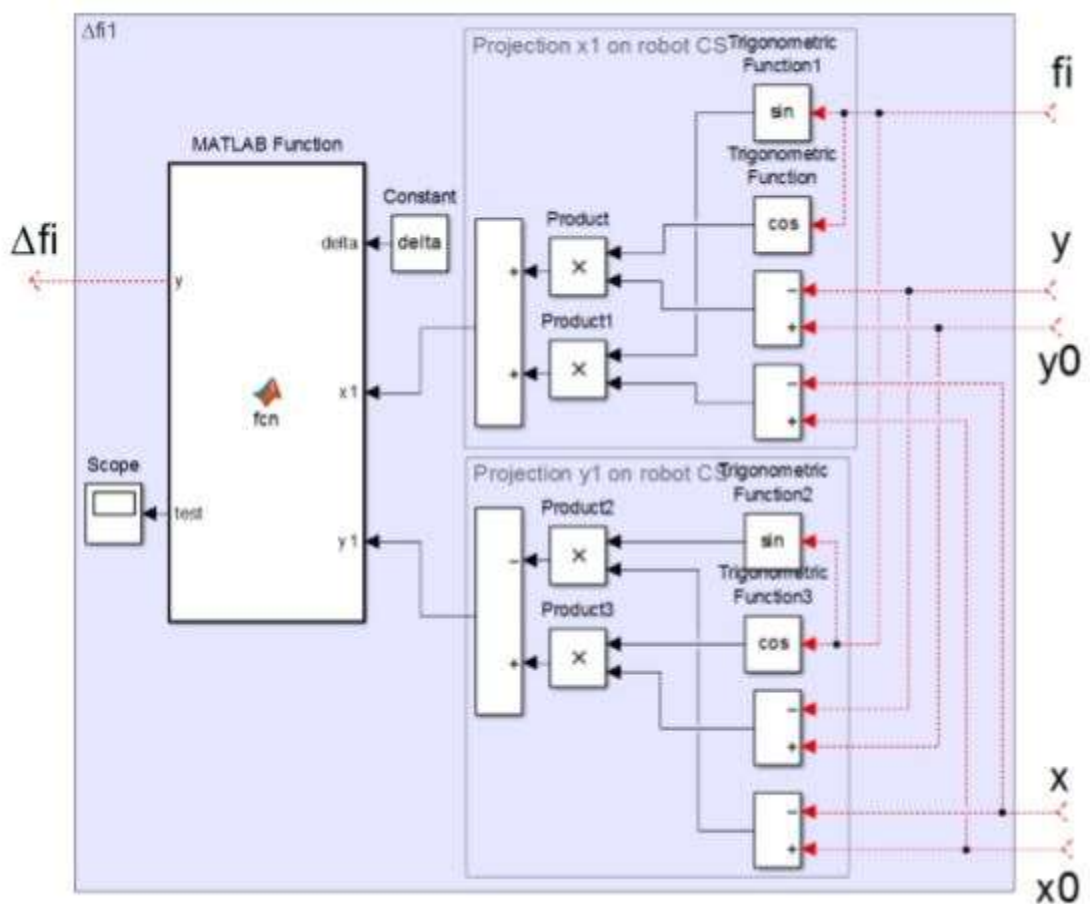 Δfi1
Projection x1 on robot CS
Trigonometric
Function1
fi
sin
MATLAB Function
Trigonometric
Function
Constant
Product
cos
delta
delta
Δfi
y
×
+
−
y
Product1
+
y0
×
+
x1
−
fcn
+
Scope
Projection y1 on robot CS
Trigonometric
Function2
Product2
test
sin
y1
×
−
Trigonometric
Function3
Product3
cos
×
+
−
+
x
−
+
x0